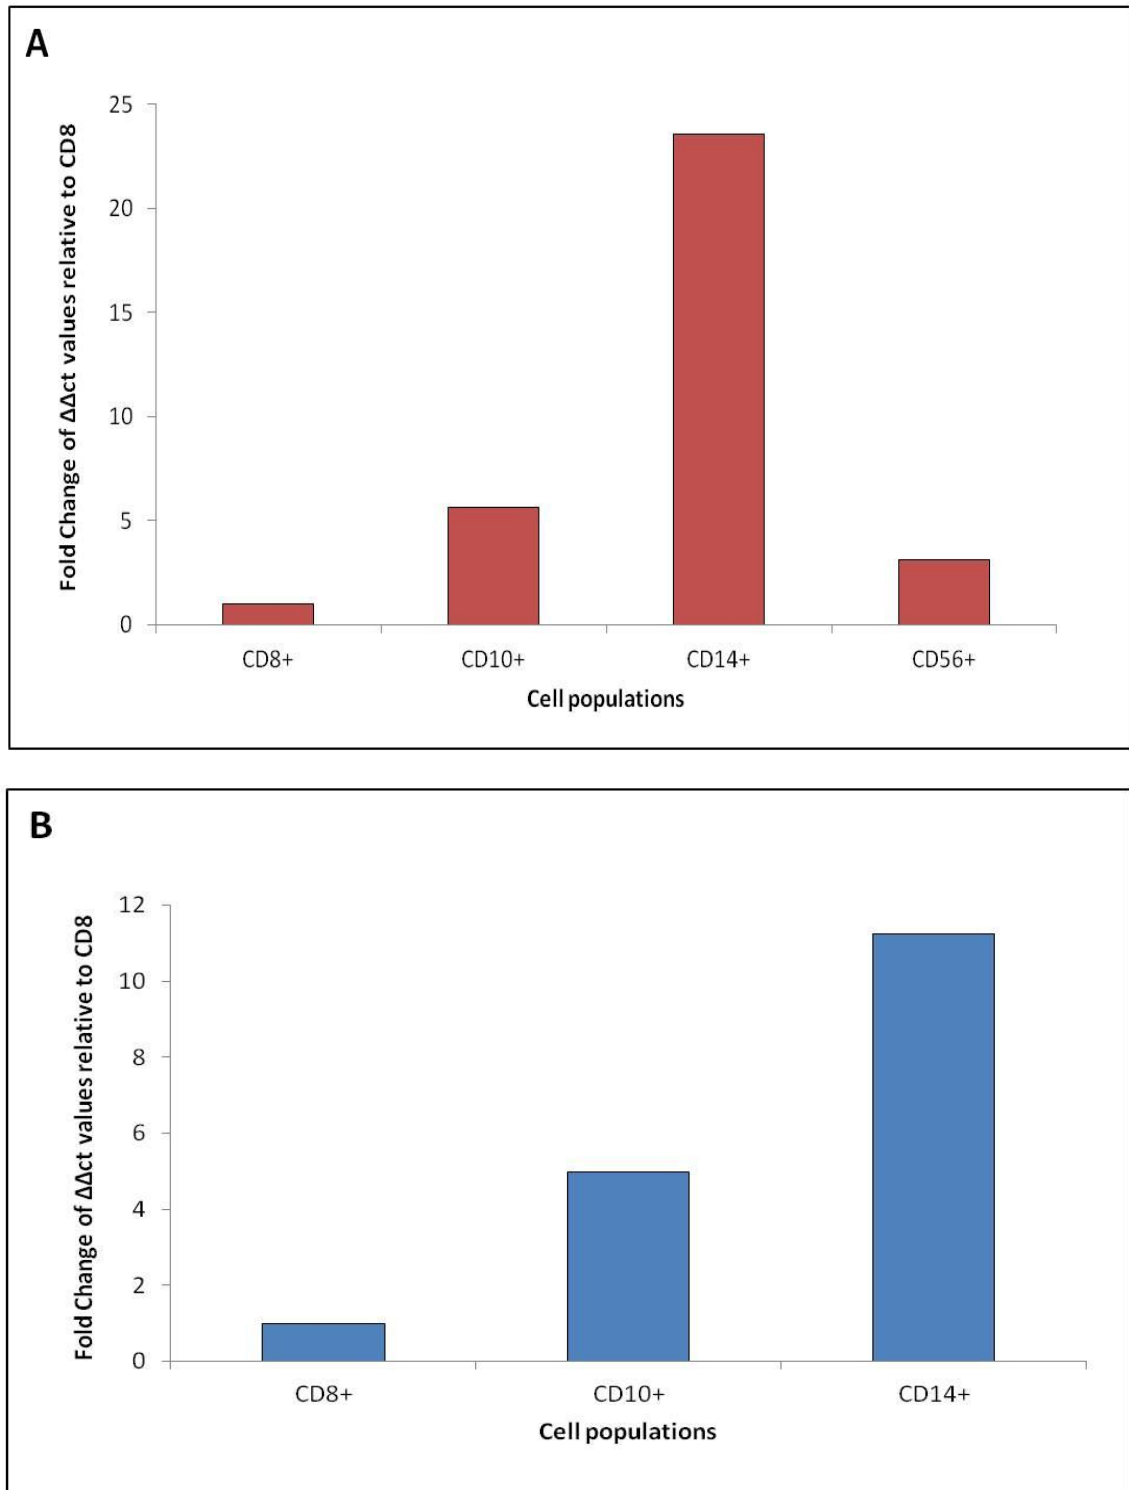 A
Fold Change of ΔΔct values relative to CD8
25
20
15
10
5
0
CD8+ CD10+ CD14+ CD56+
Cell populations
B
Fold Change of ΔΔct values relative to CD8
12
10
8
6
4
2
0
CD8+ CD10+ CD14+
Cell populations